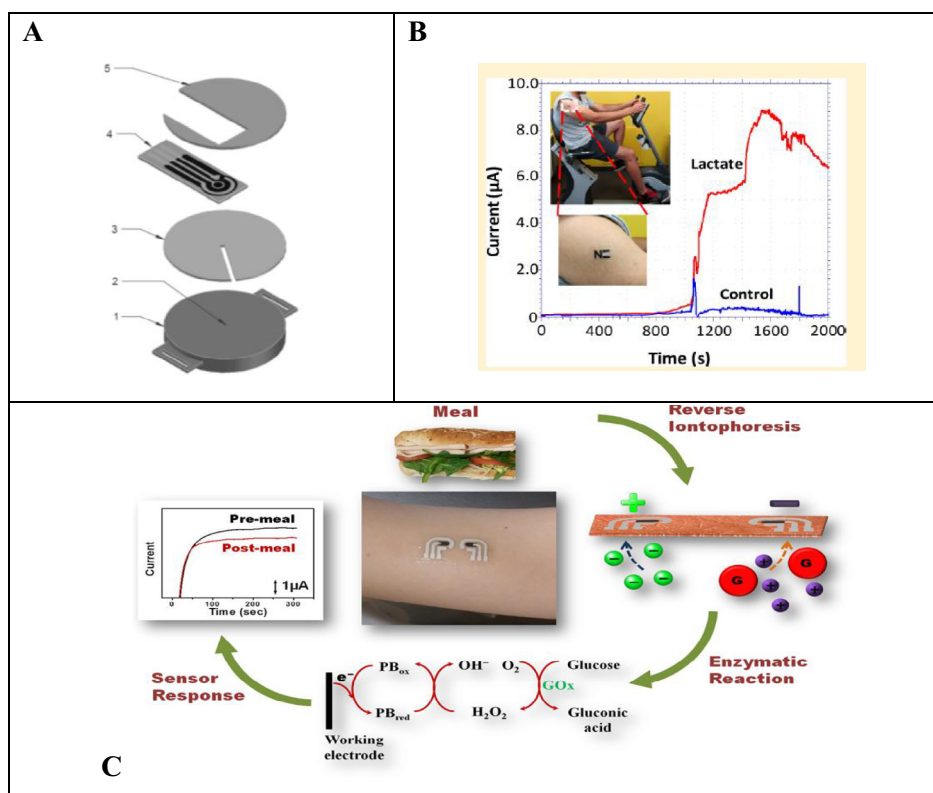 A
5
4
3
2
1
B
10.0
8.0
6.0
4.0
2.0
0
Current (µA)
Lactate
N
Control
0 400 800 1200 1600 2000
Time (s)
Meal
Reverse
Iontophoresis
+
−
G
G
Pre-meal
Post-meal
1µA
Current
0 100 200 300
Time (sec)
Enzymatic
Reaction
Sensor
Response
e⁻
PBox
OH⁻
O₂
Glucose
GOx
PBred
H₂O₂
Gluconic
acid
Working
electrode
C